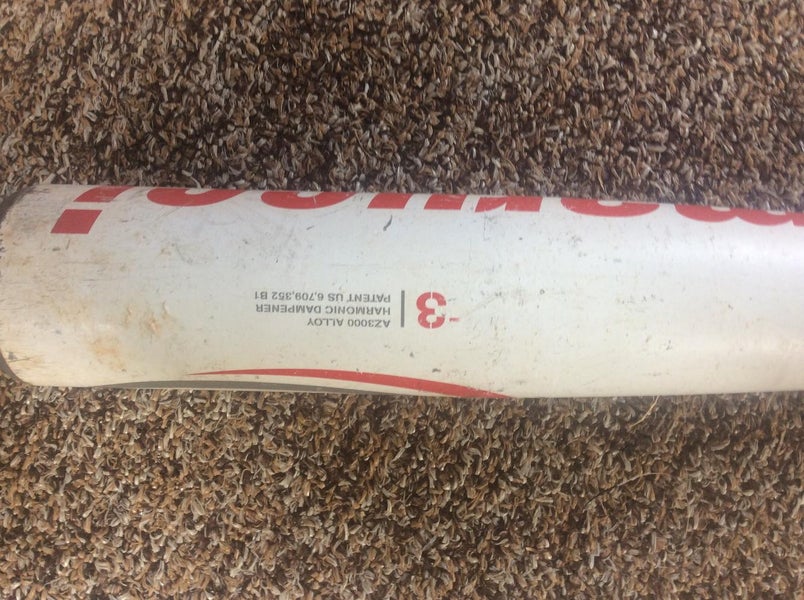 -3
AZ3000 ALLOY
HARMONIC DAMPENER
PATENT US 6,709,352 B1